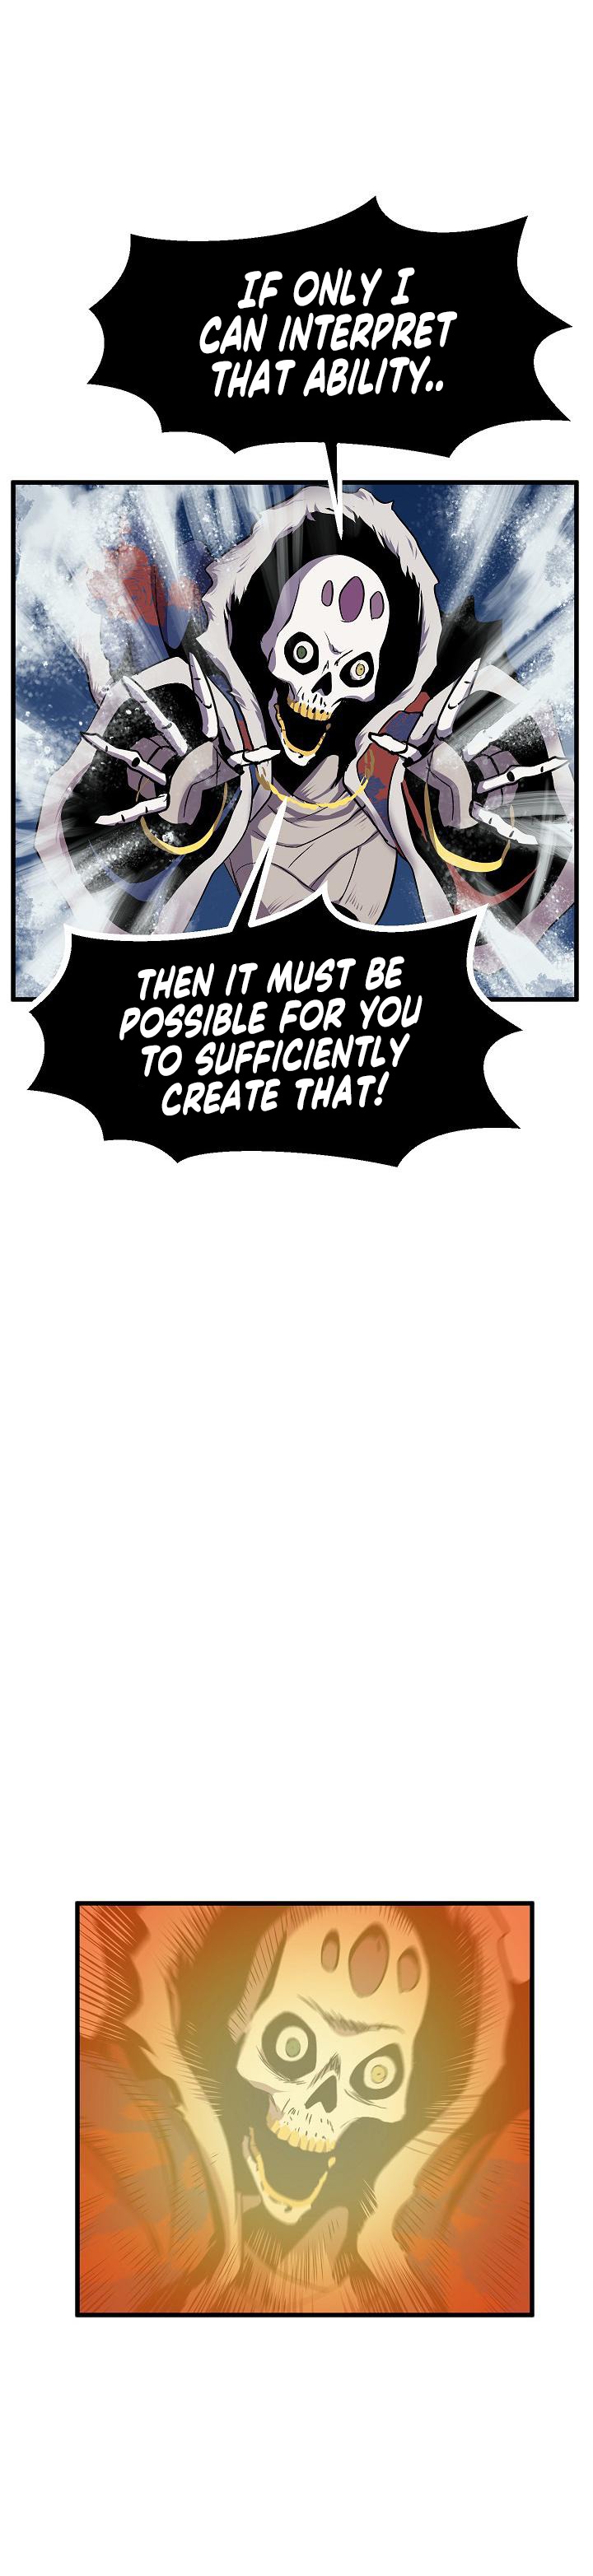 IF ONLY I
CAN INTERPRET
THAT ABILITY..
THEN IT MUST BE
POSSIBLE FOR YOU
TO SUFFICIENTLY
CREATE THAT!